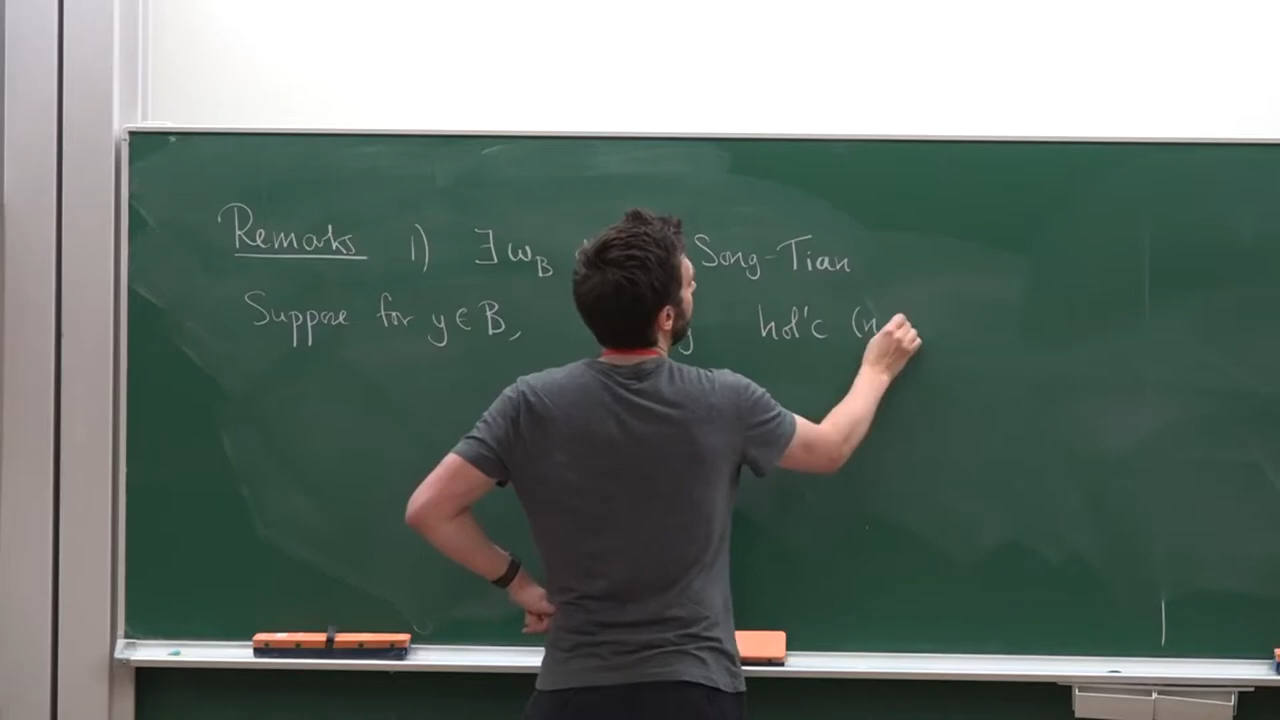 Remarks 1) ∃ ω_B Song-Tian
Suppose for y ∈ B, hol'c